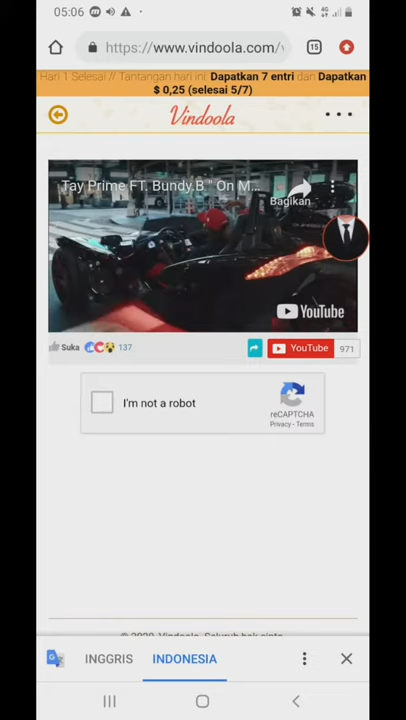 05:06
4G
https://www.vindoola.com/
15
Hari 1 Selesai // Tantangan hari ini: Dapatkan 7 entri dan Dapatkan
$ 0,25 (selesai 5/7)
Vindoola
Tay Prime FT. Bundy.B " On M...
Bagikan
YouTube
Suka 137
YouTube 971
I'm not a robot
reCAPTCHA
Privacy - Terms
INGGRIS INDONESIA